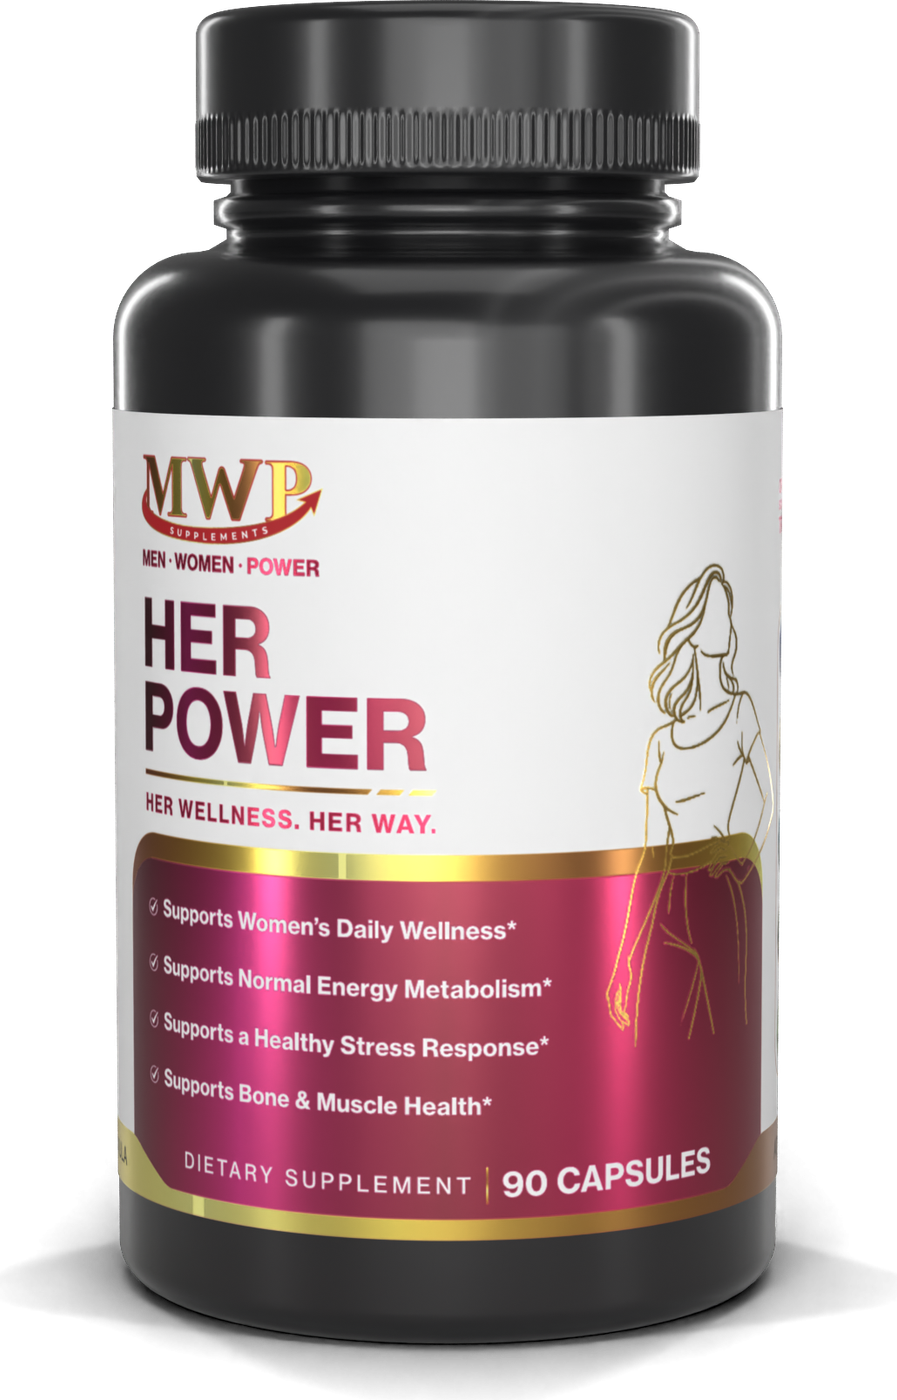 MWP
SUPPLEMENTS
MEN · WOMEN · POWER
HER
POWER
HER WELLNESS. HER WAY.
Supports Women's Daily Wellness*
Supports Normal Energy Metabolism*
Supports a Healthy Stress Response*
Supports Bone & Muscle Health*
DIETARY SUPPLEMENT | 90 CAPSULES